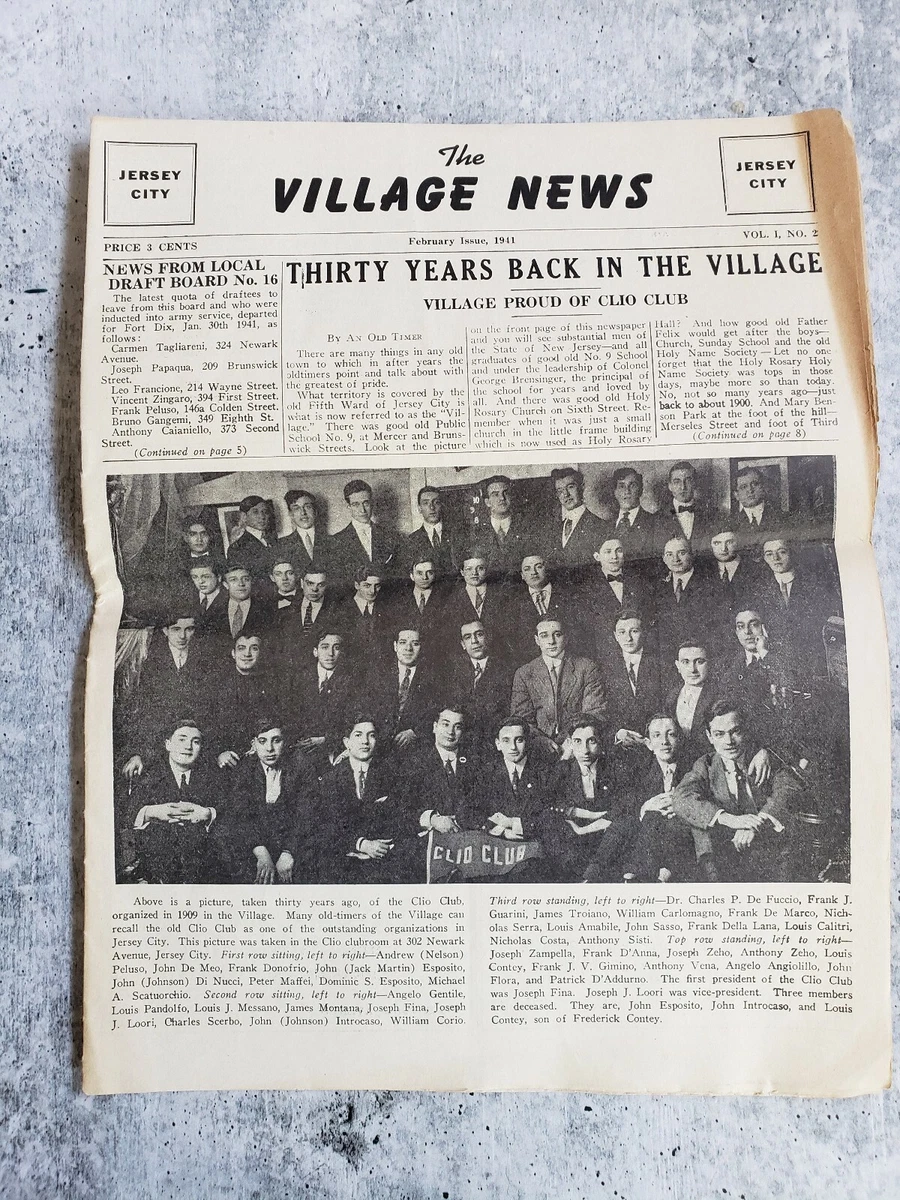 JERSEY
CITY
The
VILLAGE NEWS
JERSEY
CITY
PRICE 3 CENTS
February Issue, 1941
VOL. I, NO. 2
NEWS FROM LOCAL
DRAFT BOARD No. 16
The latest quota of draftees to
leave from this board and who were
inducted into army service, departed
for Fort Dix, Jan. 30th 1941, as
follows:
Carmen Tagliareni, 324 Newark
Avenue.
Joseph Papaqua, 209 Brunswick
Street.
Leo Francione, 214 Wayne Street.
Vincent Zingaro, 394 First Street.
Frank Peluso, 146a Colden Street.
Bruno Gangemi, 349 Eighth St.
Anthony Caianiello, 373 Second
Street.
(Continued on page 5)
THIRTY YEARS BACK IN THE VILLAGE
VILLAGE PROUD OF CLIO CLUB
By An Old Timer
There are many things in any old
town to which in after years the
oldtimers point and talk about with
the greatest of pride.
What territory is covered by the
old Fifth Ward of Jersey City is
what is now referred to as the "Vil-
lage." There was good old Public
School No. 9, at Mercer and Bruns-
wick Streets. Look at the picture
on the front page of this newspaper
and you will see substantial men of
the State of New Jersey—and all
graduates of good old No. 9 School
and under the leadership of Colonel
George Brensinger, the principal of
the school for years and loved by
all. And there was good old Holy
Rosary Church on Sixth Street. Re-
member when it was just a small
church in the little frame building
which is now used as Holy Rosary
Hall? And how good old Father
Felix would get after the boys—
Church, Sunday School and the old
Holy Name Society—Let no one
forget that the Holy Rosary Holy
Name Society was tops in those
days, maybe more so than today.
No, not so many years ago—just
back to about 1900. And Mary Ben-
son Park at the foot of the hill—
Merseles Street and foot of Third
(Continued on page 8)
CLIO CLUB
Above is a picture, taken thirty years ago, of the Clio Club,
organized in 1909 in the Village. Many old-timers of the Village can
recall the old Clio Club as one of the outstanding organizations in
Jersey City. This picture was taken in the Clio clubroom at 302 Newark
Avenue, Jersey City. First row sitting, left to right—Andrew (Nelson)
Peluso, John De Meo, Frank Donofrio, John (Jack Martin) Esposito,
John (Johnson) Di Nucci, Peter Maffei, Dominic S. Esposito, Michael
A. Scatuorchio. Second row sitting, left to right—Angelo Gentile,
Louis Pandolfo, Louis J. Messano, James Montana, Joseph Fina, Joseph
J. Loori, Charles Scerbo, John (Johnson) Introcaso, William Corio.
Third row standing, left to right—Dr. Charles P. De Fuccio, Frank J.
Guarini, James Troiano, William Carlomagno, Frank De Marco, Nich-
olas Serra, Louis Amabile, John Sasso, Frank Della Lana, Louis Calitri,
Nicholas Costa, Anthony Sisti. Top row standing, left to right—
Joseph Zampella, Frank D'Anna, Joseph Zeho, Anthony Zeho, Louis
Contey, Frank J. V. Gimino, Anthony Vena, Angelo Angiolillo, John
Flora, and Patrick D'Addurno. The first president of the Clio Club
was Joseph Fina. Joseph J. Loori was vice-president. Three members
are deceased. They are, John Esposito, John Introcaso, and Louis
Contey, son of Frederick Contey.